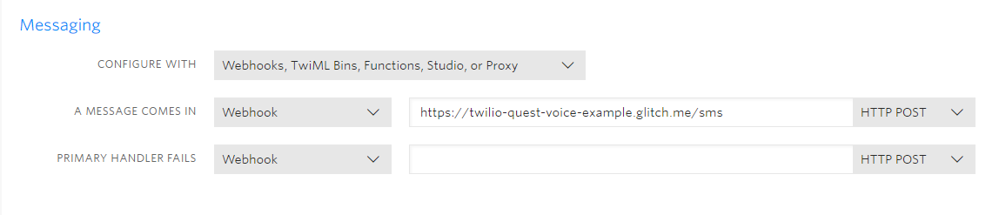 Messaging
CONFIGURE WITH Webhooks, TwiML Bins, Functions, Studio, or Proxy
A MESSAGE COMES IN Webhook https://twilio-quest-voice-example.glitch.me/sms HTTP POST
PRIMARY HANDLER FAILS Webhook HTTP POST